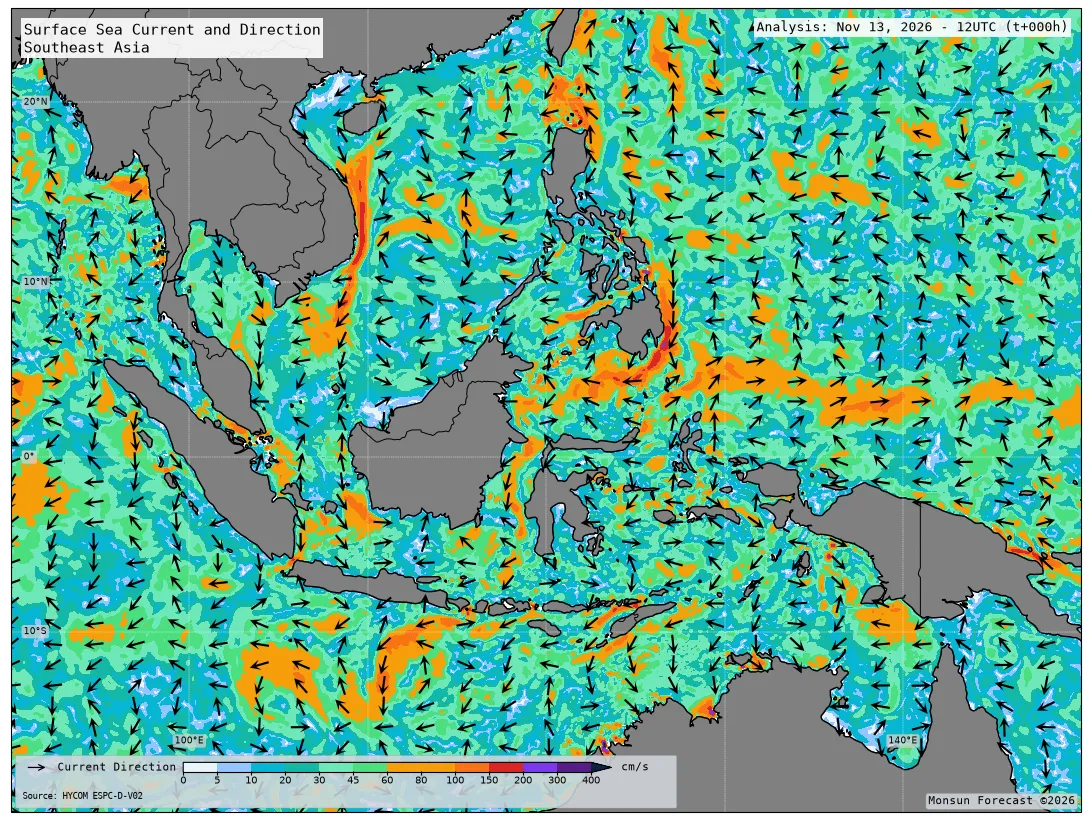 Surface Sea Current and Direction
Southeast Asia
Analysis: Nov 13, 2026 - 12UTC (t+000h)
20°N
10°N
0°
10°S
100°E
140°E
Current Direction
5 10 20 30 45 60 80 100 150 200 300 400
cm/s
Source: HYCOM ESPC-D-V02
Monsun Forecast ©2026